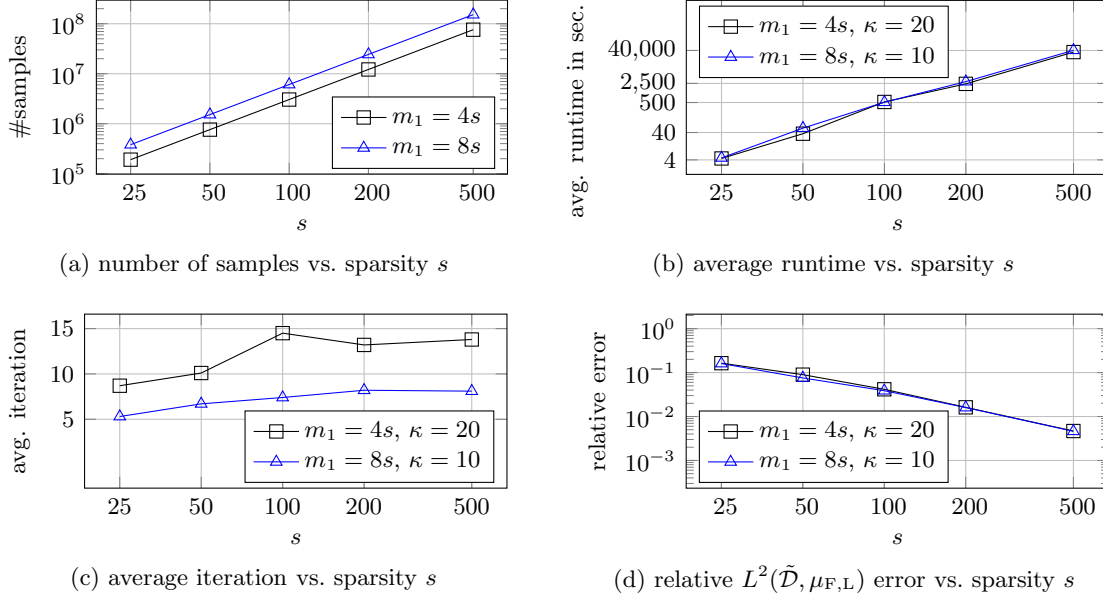 10^8
10^7
10^6
10^5
#samples
m_1 = 4s
m_1 = 8s
25 50 100 200 500
s
(a) number of samples vs. sparsity s
40,000
2,500
500
40
4
avg. runtime in sec.
m_1 = 4s, κ = 20
m_1 = 8s, κ = 10
25 50 100 200 500
s
(b) average runtime vs. sparsity s
15
10
5
avg. iteration
m_1 = 4s, κ = 20
m_1 = 8s, κ = 10
25 50 100 200 500
s
(c) average iteration vs. sparsity s
10^0
10^{-1}
10^{-2}
10^{-3}
relative error
m_1 = 4s, κ = 20
m_1 = 8s, κ = 10
25 50 100 200 500
s
(d) relative L^2(\tilde{D}, μ_{F,L}) error vs. sparsity s